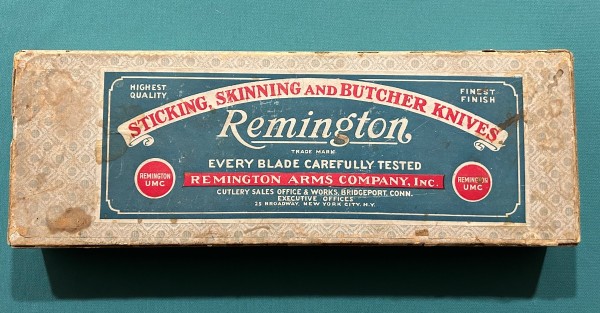 HIGHEST
QUALITY
FINEST
FINISH
STICKING, SKINNING AND BUTCHER KNIVES
Remington
TRADE MARK
EVERY BLADE CAREFULLY TESTED
REMINGTON
UMC
REMINGTON ARMS COMPANY, INC.
REMINGTON
UMC
CUTLERY SALES OFFICE & WORKS, BRIDGEPORT, CONN.
EXECUTIVE OFFICES
25 BROADWAY, NEW YORK CITY, N.Y.